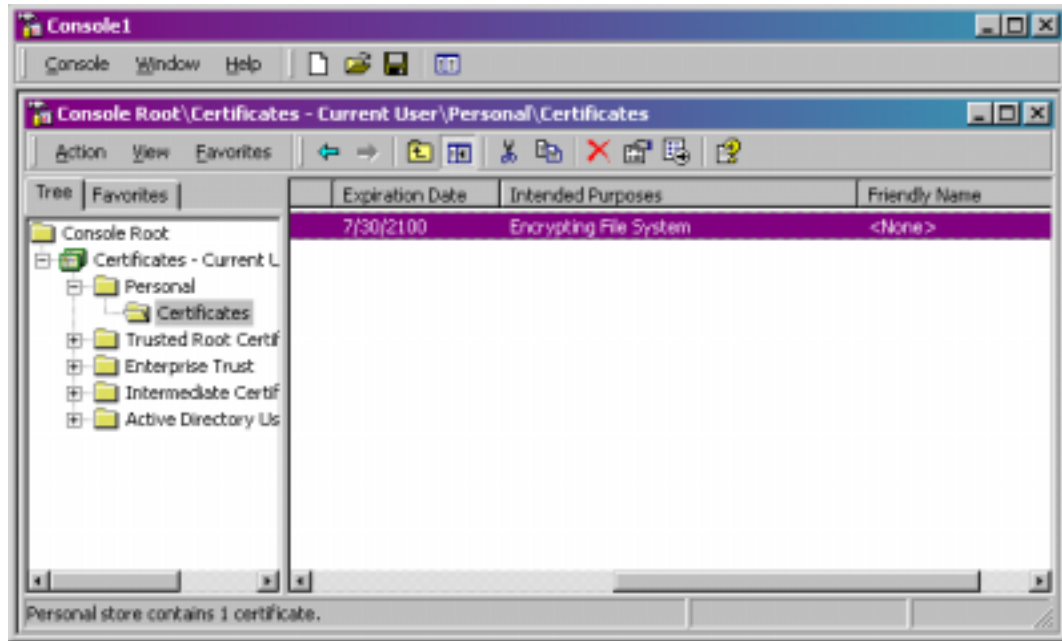 Console1
Console Window Help
Console Root\Certificates - Current User\Personal\Certificates
Action View Favorites
Tree Favorites
Expiration Date Intended Purposes Friendly Name
7/30/2100 Encrypting File System <None>
Console Root
Certificates - Current U
Personal
Certificates
Trusted Root Certif
Enterprise Trust
Intermediate Certif
Active Directory Us
Personal store contains 1 certificate.